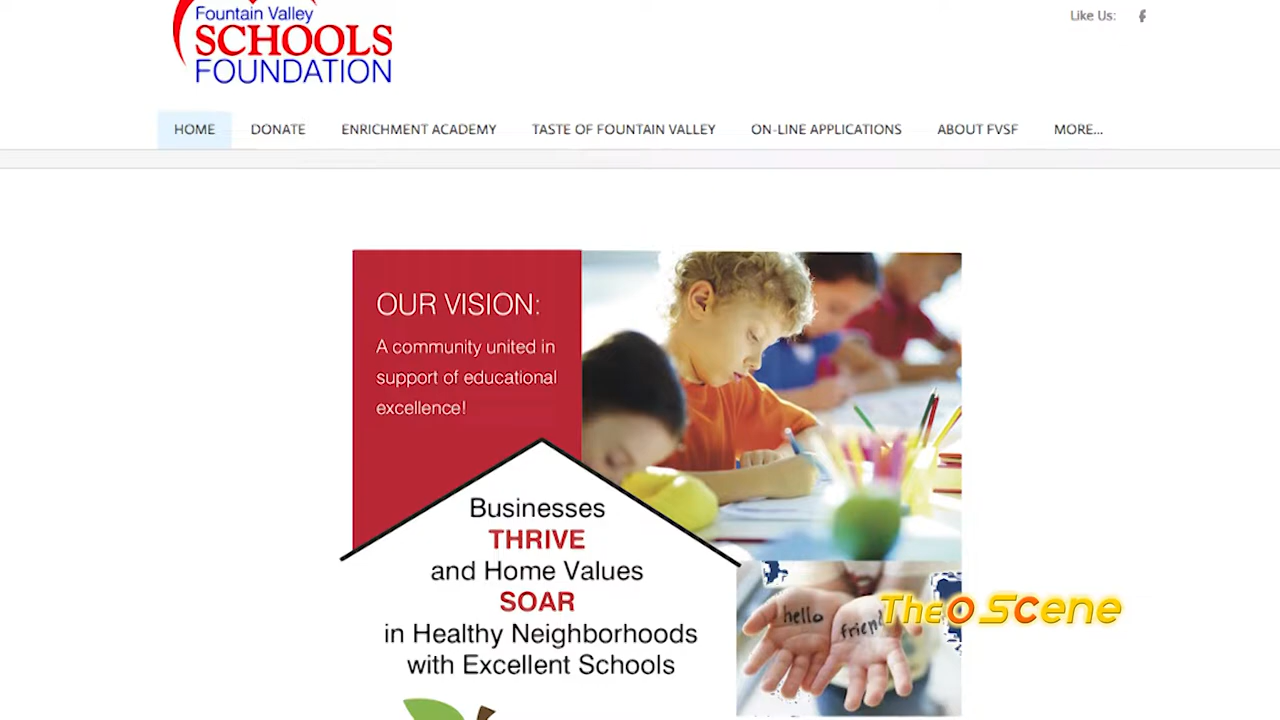 Fountain Valley
SCHOOLS
FOUNDATION
Like Us:
HOME
DONATE
ENRICHMENT ACADEMY
TASTE OF FOUNTAIN VALLEY
ON-LINE APPLICATIONS
ABOUT FVSF
MORE...
OUR VISION:
A community united in
support of educational
excellence!
Businesses
THRIVE
and Home Values
SOAR
in Healthy Neighborhoods
with Excellent Schools
hello
friend
The O Scene